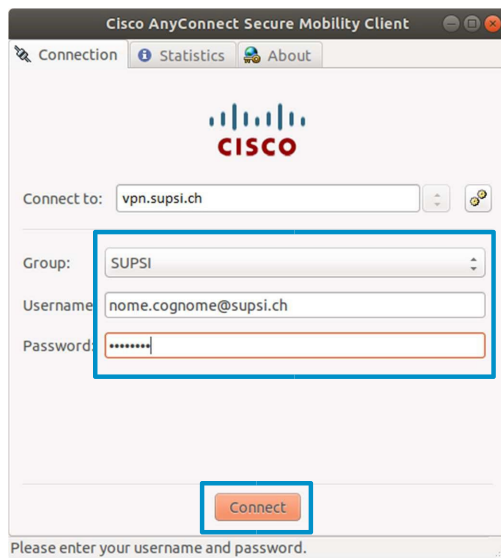 Cisco AnyConnect Secure Mobility Client
Connection Statistics About
CISCO
Connect to: vpn.supsi.ch
Group: SUPSI
Username nome.cognome@supsi.ch
Password: ••••••••
Connect
Please enter your username and password.